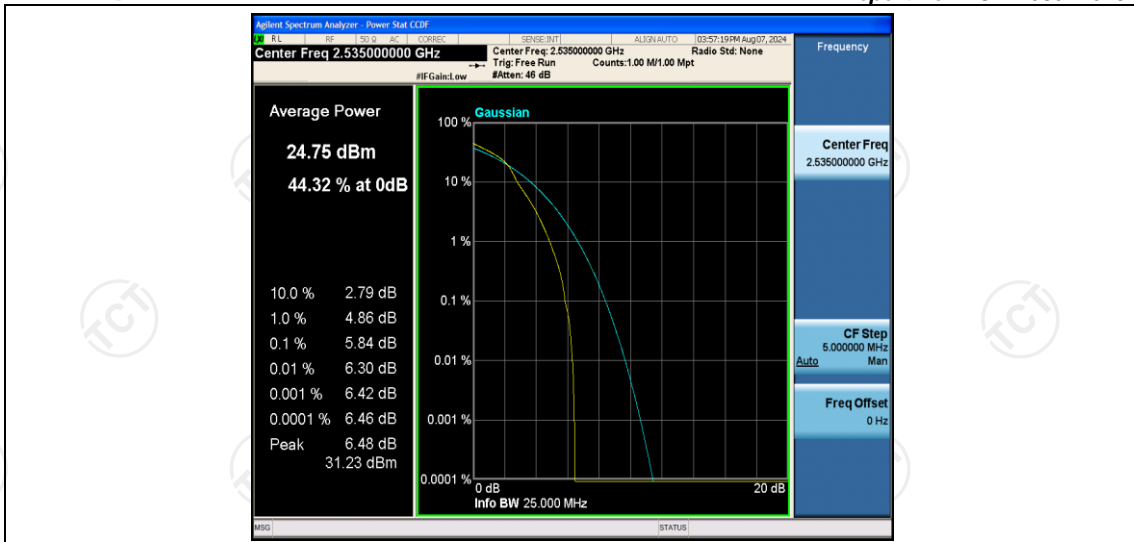 Agilent Spectrum Analyzer - Power Stat CCDF
RL RF 50 Ω AC CORREC SENSE:INT ALIGN AUTO 03:57:19 PM Aug 07, 2024
Center Freq 2.535000000 GHz
Center Freq: 2.535000000 GHz Radio Std: None
Trig: Free Run Counts:1.00 M/1.00 Mpt
#IFGain:Low #Atten: 46 dB
Frequency
Average Power
24.75 dBm
44.32 % at 0dB
10.0 % 2.79 dB
1.0 % 4.86 dB
0.1 % 5.84 dB
0.01 % 6.30 dB
0.001 % 6.42 dB
0.0001 % 6.46 dB
Peak 6.48 dB
31.23 dBm
Gaussian
100 %
10 %
1 %
0.1 %
0.01 %
0.001 %
0.0001 %
0 dB 20 dB
Info BW 25.000 MHz
Center Freq
2.535000000 GHz
CF Step
5.000000 MHz
Auto Man
Freq Offset
0 Hz
MSG STATUS
TCT
TCT